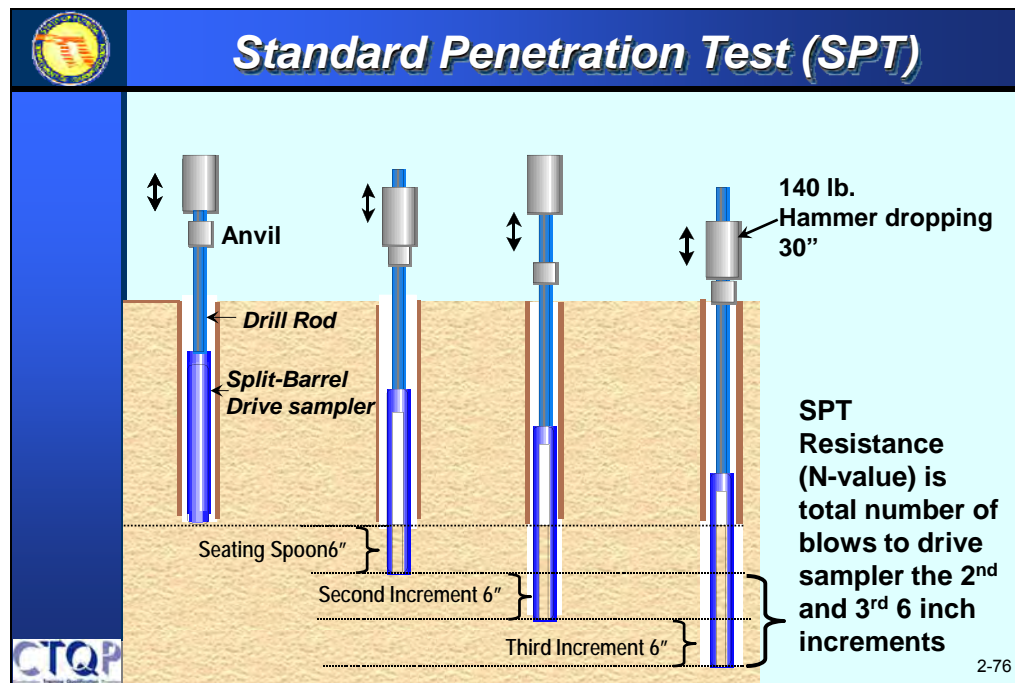 Standard Penetration Test (SPT)
Anvil
140 lb.
Hammer dropping
30”
Drill Rod
Split-Barrel
Drive sampler
SPT
Resistance
(N-value) is
total number of
blows to drive
sampler the 2nd
and 3rd 6 inch
increments
Seating Spoon6”
Second Increment 6”
Third Increment 6”
CTQP
2-76